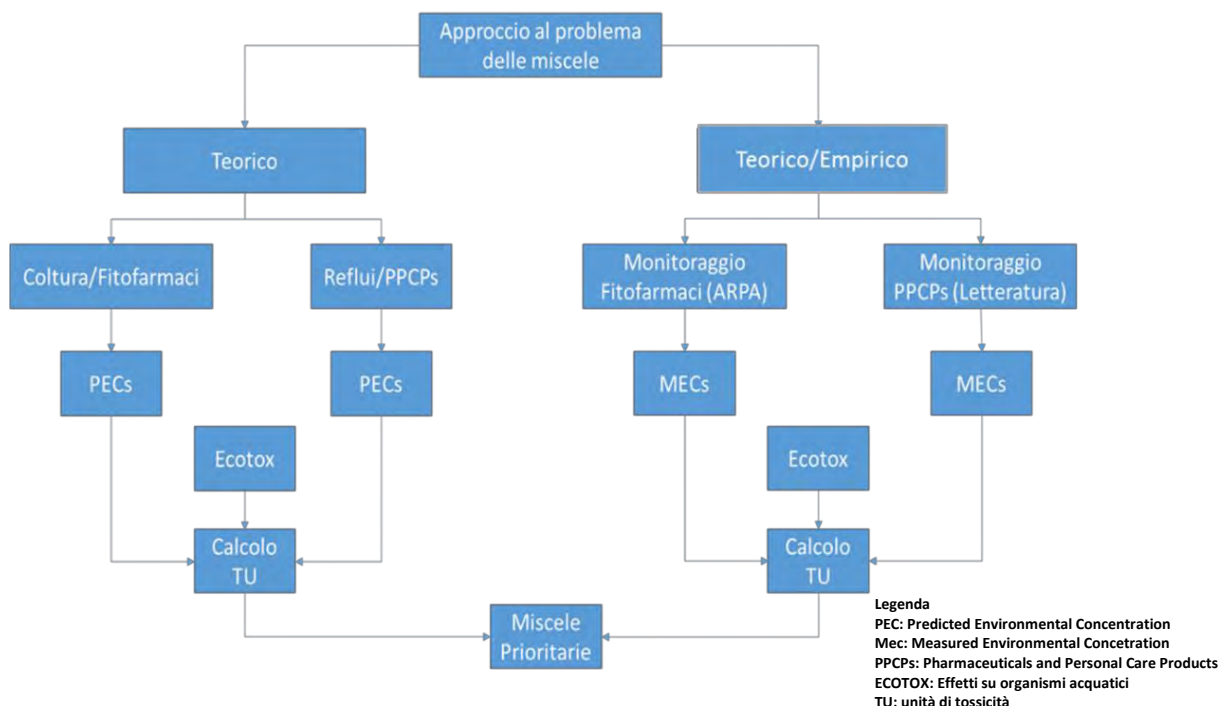 Approccio al problema
delle miscele
Teorico
Teorico/Empirico
Coltura/Fitofarmaci
Reflui/PPCPs
Monitoraggio
Fitofarmaci (ARPA)
Monitoraggio
PPCPs (Letteratura)
PECs
PECs
MECs
MECs
Ecotox
Ecotox
Calcolo
TU
Calcolo
TU
Miscele
Prioritarie
Legenda
PEC: Predicted Environmental Concentration
Mec: Measured Environmental Concetration
PPCPs: Pharmaceuticals and Personal Care Products
ECOTOX: Effetti su organismi acquatici
TU: unità di tossicità